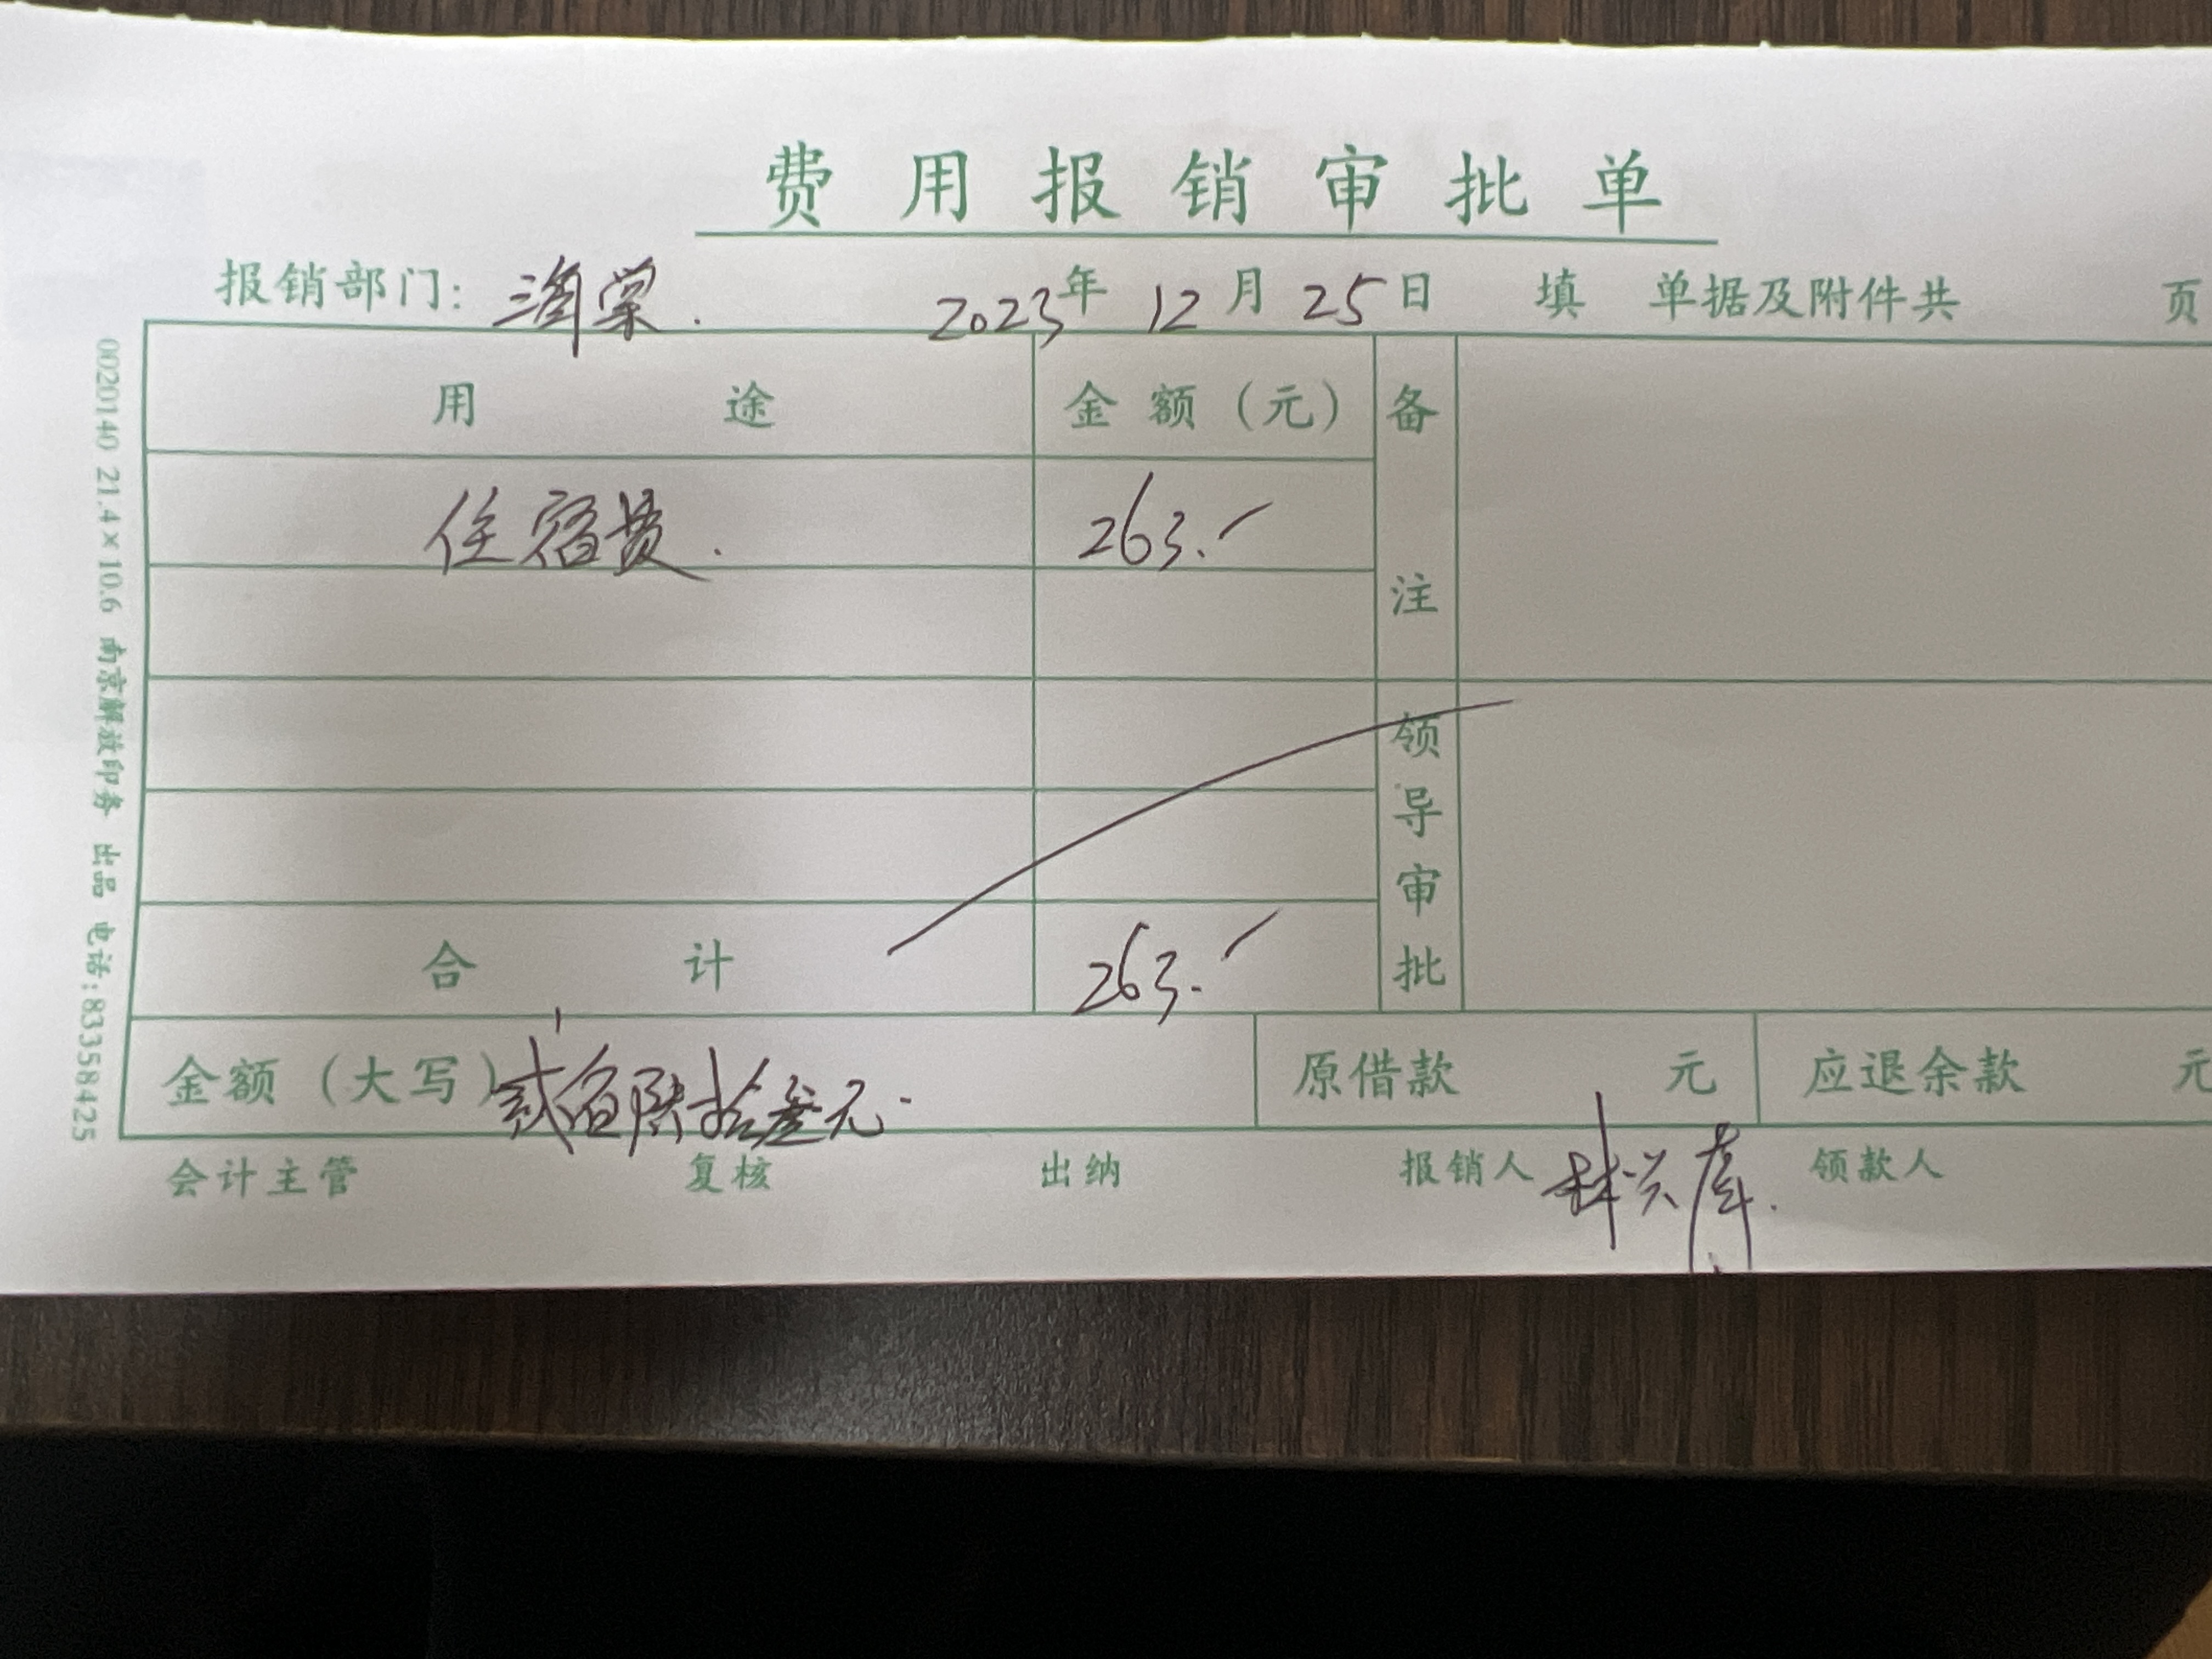 费用报销审批单
报销部门： 2023年12月25日 填 单据及附件共 页
用途 金额（元） 备注
住宿费. 263.-
领导审批
合计 263.-
金额（大写）贰佰陆拾叁元. 原借款 元 应退余款 元
会计主管 复核 出纳 报销人 林兴 领款人
0020140 21.4×10.6 南京解放印务 出品 电话:83358425